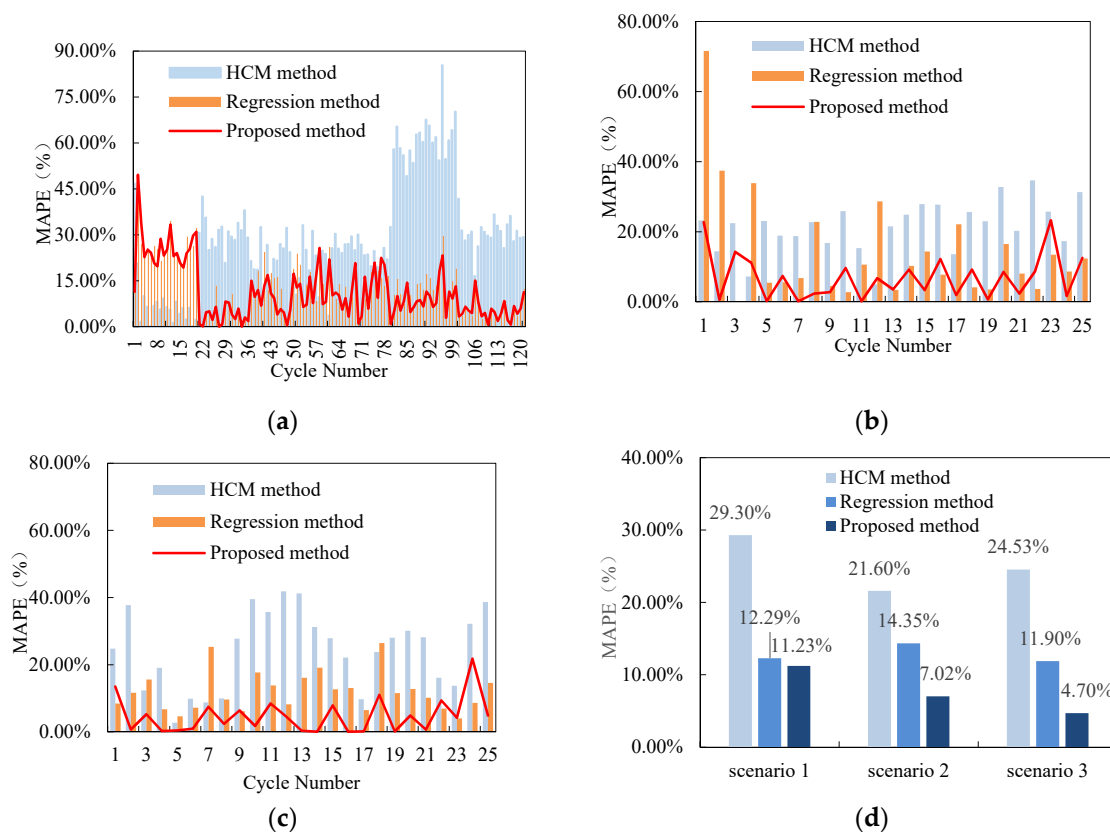 90.00%
75.00%
60.00%
45.00%
30.00%
15.00%
0.00%
MAPE（%）
HCM method
Regression method
Proposed method
1 8 15 22 29 36 43 50 57 64 71 78 85 92 99 106 113 120
Cycle Number
(a)
80.00%
60.00%
40.00%
20.00%
0.00%
MAPE（%）
HCM method
Regression method
Proposed method
1 3 5 7 9 11 13 15 17 19 21 23 25
Cycle Number
(b)
80.00%
60.00%
40.00%
20.00%
0.00%
MAPE（%）
HCM method
Regression method
Proposed method
1 3 5 7 9 11 13 15 17 19 21 23 25
Cycle Number
(c)
40.00%
30.00%
20.00%
10.00%
0.00%
MAPE（%）
HCM method
Regression method
Proposed method
29.30%
12.29%
11.23%
21.60%
14.35%
7.02%
24.53%
11.90%
4.70%
scenario 1 scenario 2 scenario 3
(d)